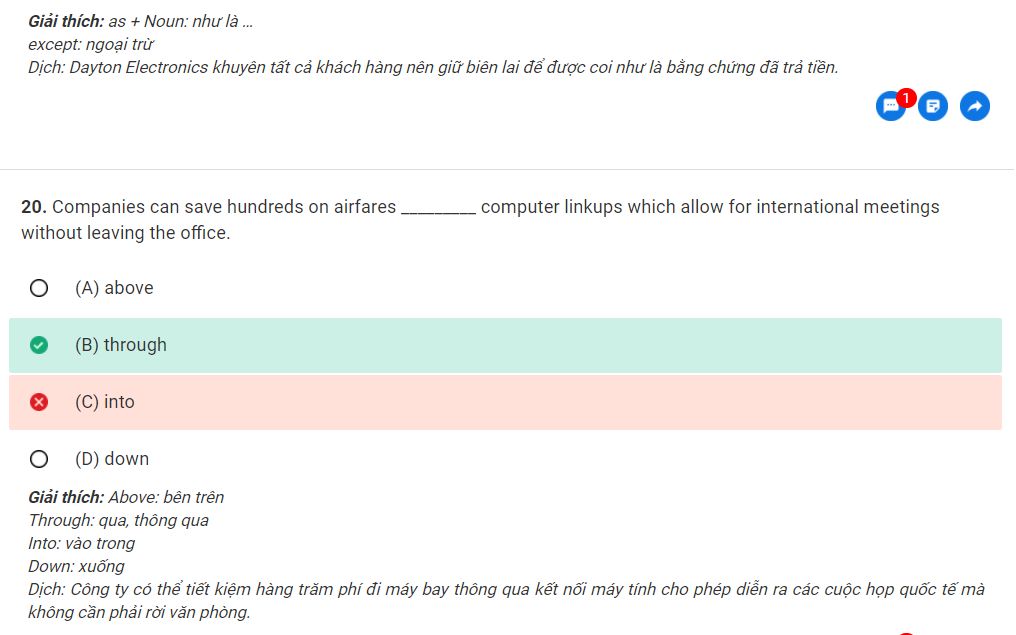 Giải thích: as + Noun: như là ...
except: ngoại trừ
Dịch: Dayton Electronics khuyên tất cả khách hàng nên giữ biên lai để được coi như là bằng chứng đã trả tiền.
1
20. Companies can save hundreds on airfares _________ computer linkups which allow for international meetings
without leaving the office.
(A) above
(B) through
(C) into
(D) down
Giải thích: Above: bên trên
Through: qua, thông qua
Into: vào trong
Down: xuống
Dịch: Công ty có thể tiết kiệm hàng trăm phí đi máy bay thông qua kết nối máy tính cho phép diễn ra các cuộc họp quốc tế mà
không cần phải rời văn phòng.